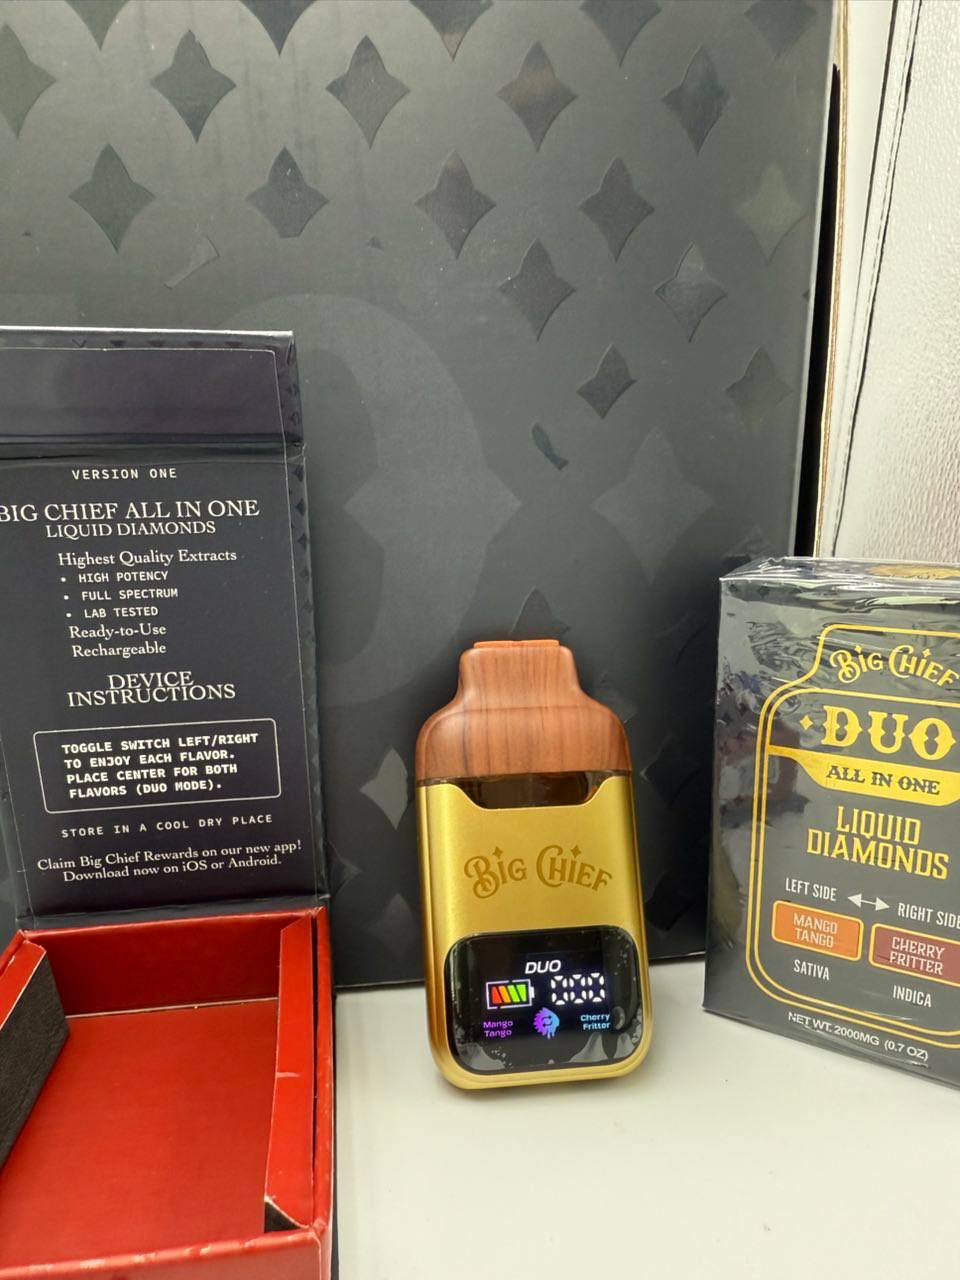 VERSION ONE
BIG CHIEF ALL IN ONE
LIQUID DIAMONDS
Highest Quality Extracts
• HIGH POTENCY
• FULL SPECTRUM
• LAB TESTED
Ready-to-Use
Rechargeable
DEVICE
INSTRUCTIONS
TOGGLE SWITCH LEFT/RIGHT
TO ENJOY EACH FLAVOR.
PLACE CENTER FOR BOTH
FLAVORS (DUO MODE).
STORE IN A COOL DRY PLACE
Claim Big Chief Rewards on our new app!
Download now on iOS or Android.
BIG CHIEF
DUO
000
Mango
Tango
Cherry
Fritter
BIG CHIEF
DUO
ALL IN ONE
LIQUID
DIAMONDS
LEFT SIDE RIGHT SIDE
MANGO
TANGO
CHERRY
FRITTER
SATIVA
INDICA
NET WT. 2000MG (0.7 OZ)